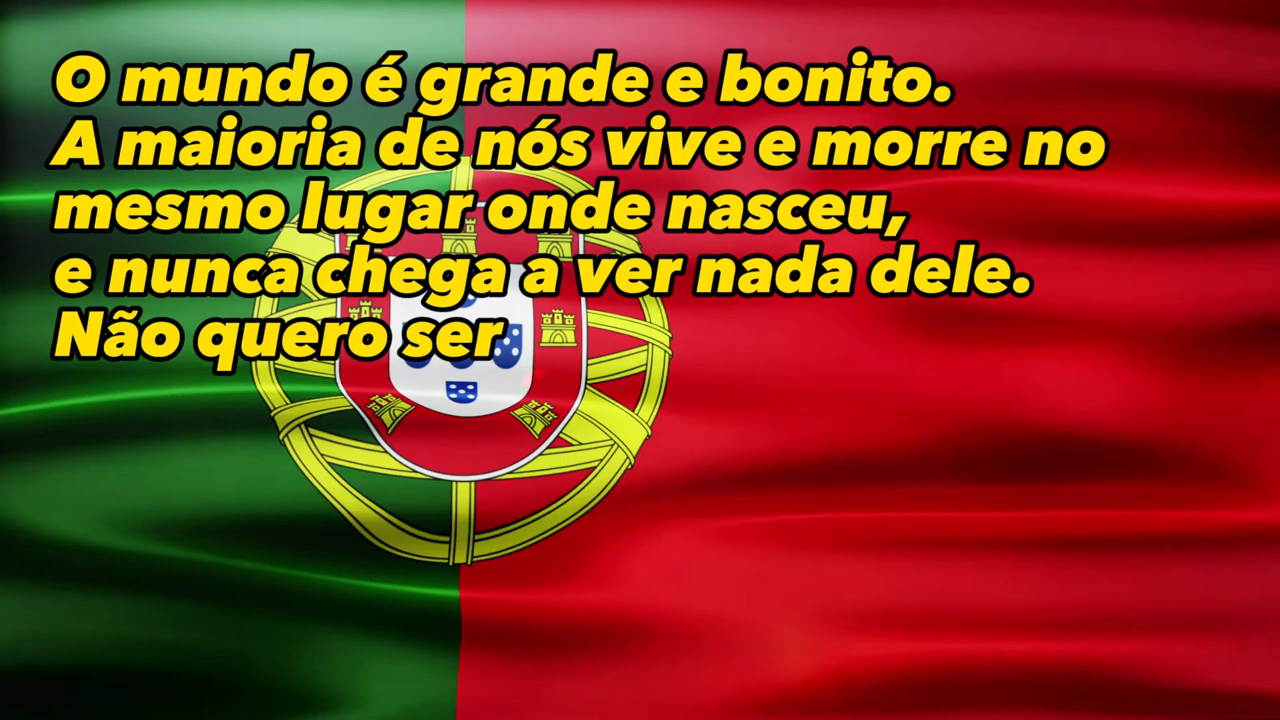 O mundo é grande e bonito.
A maioria de nós vive e morre no
mesmo lugar onde nasceu,
e nunca chega a ver nada dele.
Não quero ser